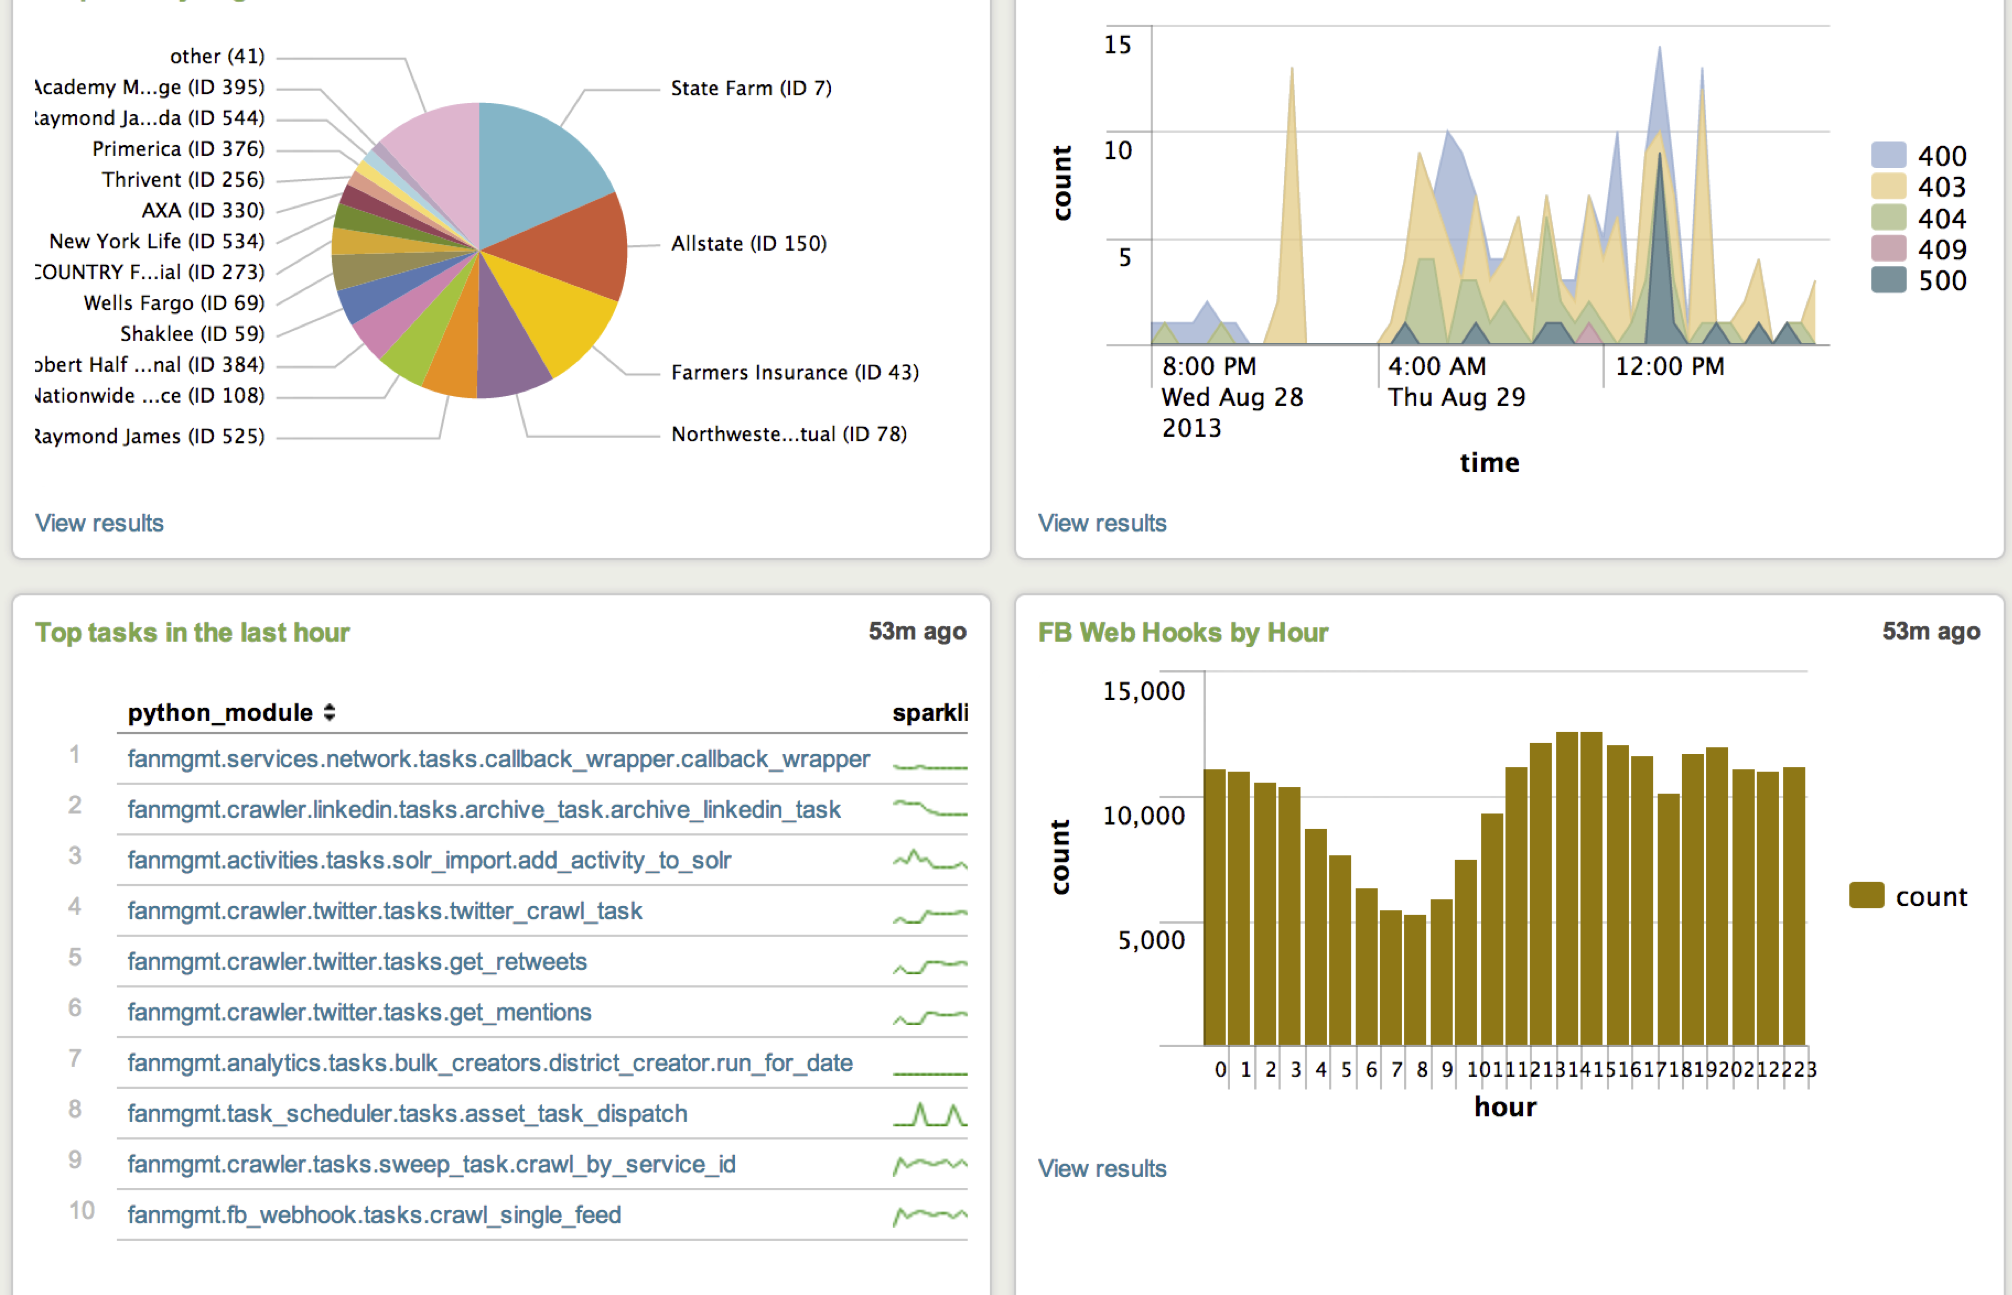 other (41)
Academy M...ge (ID 395)
Raymond Ja...da (ID 544)
Primerica (ID 376)
Thrivent (ID 256)
AXA (ID 330)
New York Life (ID 534)
COUNTRY F...ial (ID 273)
Wells Fargo (ID 69)
Shaklee (ID 59)
obert Half ...nal (ID 384)
Nationwide ...ce (ID 108)
Raymond James (ID 525)
State Farm (ID 7)
Allstate (ID 150)
Farmers Insurance (ID 43)
Northweste...tual (ID 78)
View results
15
10
5
count
8:00 PM
Wed Aug 28
2013
4:00 AM
Thu Aug 29
12:00 PM
time
400
403
404
409
500
View results
Top tasks in the last hour
53m ago
python_module
sparkli
1 fanmgmt.services.network.tasks.callback_wrapper.callback_wrapper
2 fanmgmt.crawler.linkedin.tasks.archive_task.archive_linkedin_task
3 fanmgmt.activities.tasks.solr_import.add_activity_to_solr
4 fanmgmt.crawler.twitter.tasks.twitter_crawl_task
5 fanmgmt.crawler.twitter.tasks.get_retweets
6 fanmgmt.crawler.twitter.tasks.get_mentions
7 fanmgmt.analytics.tasks.bulk_creators.district_creator.run_for_date
8 fanmgmt.task_scheduler.tasks.asset_task_dispatch
9 fanmgmt.crawler.tasks.sweep_task.crawl_by_service_id
10 fanmgmt.fb_webhook.tasks.crawl_single_feed
FB Web Hooks by Hour
53m ago
15,000
10,000
5,000
count
0 1 2 3 4 5 6 7 8 9 10 11 12 13 14 15 16 17 18 19 20 21 22 23
hour
count
View results